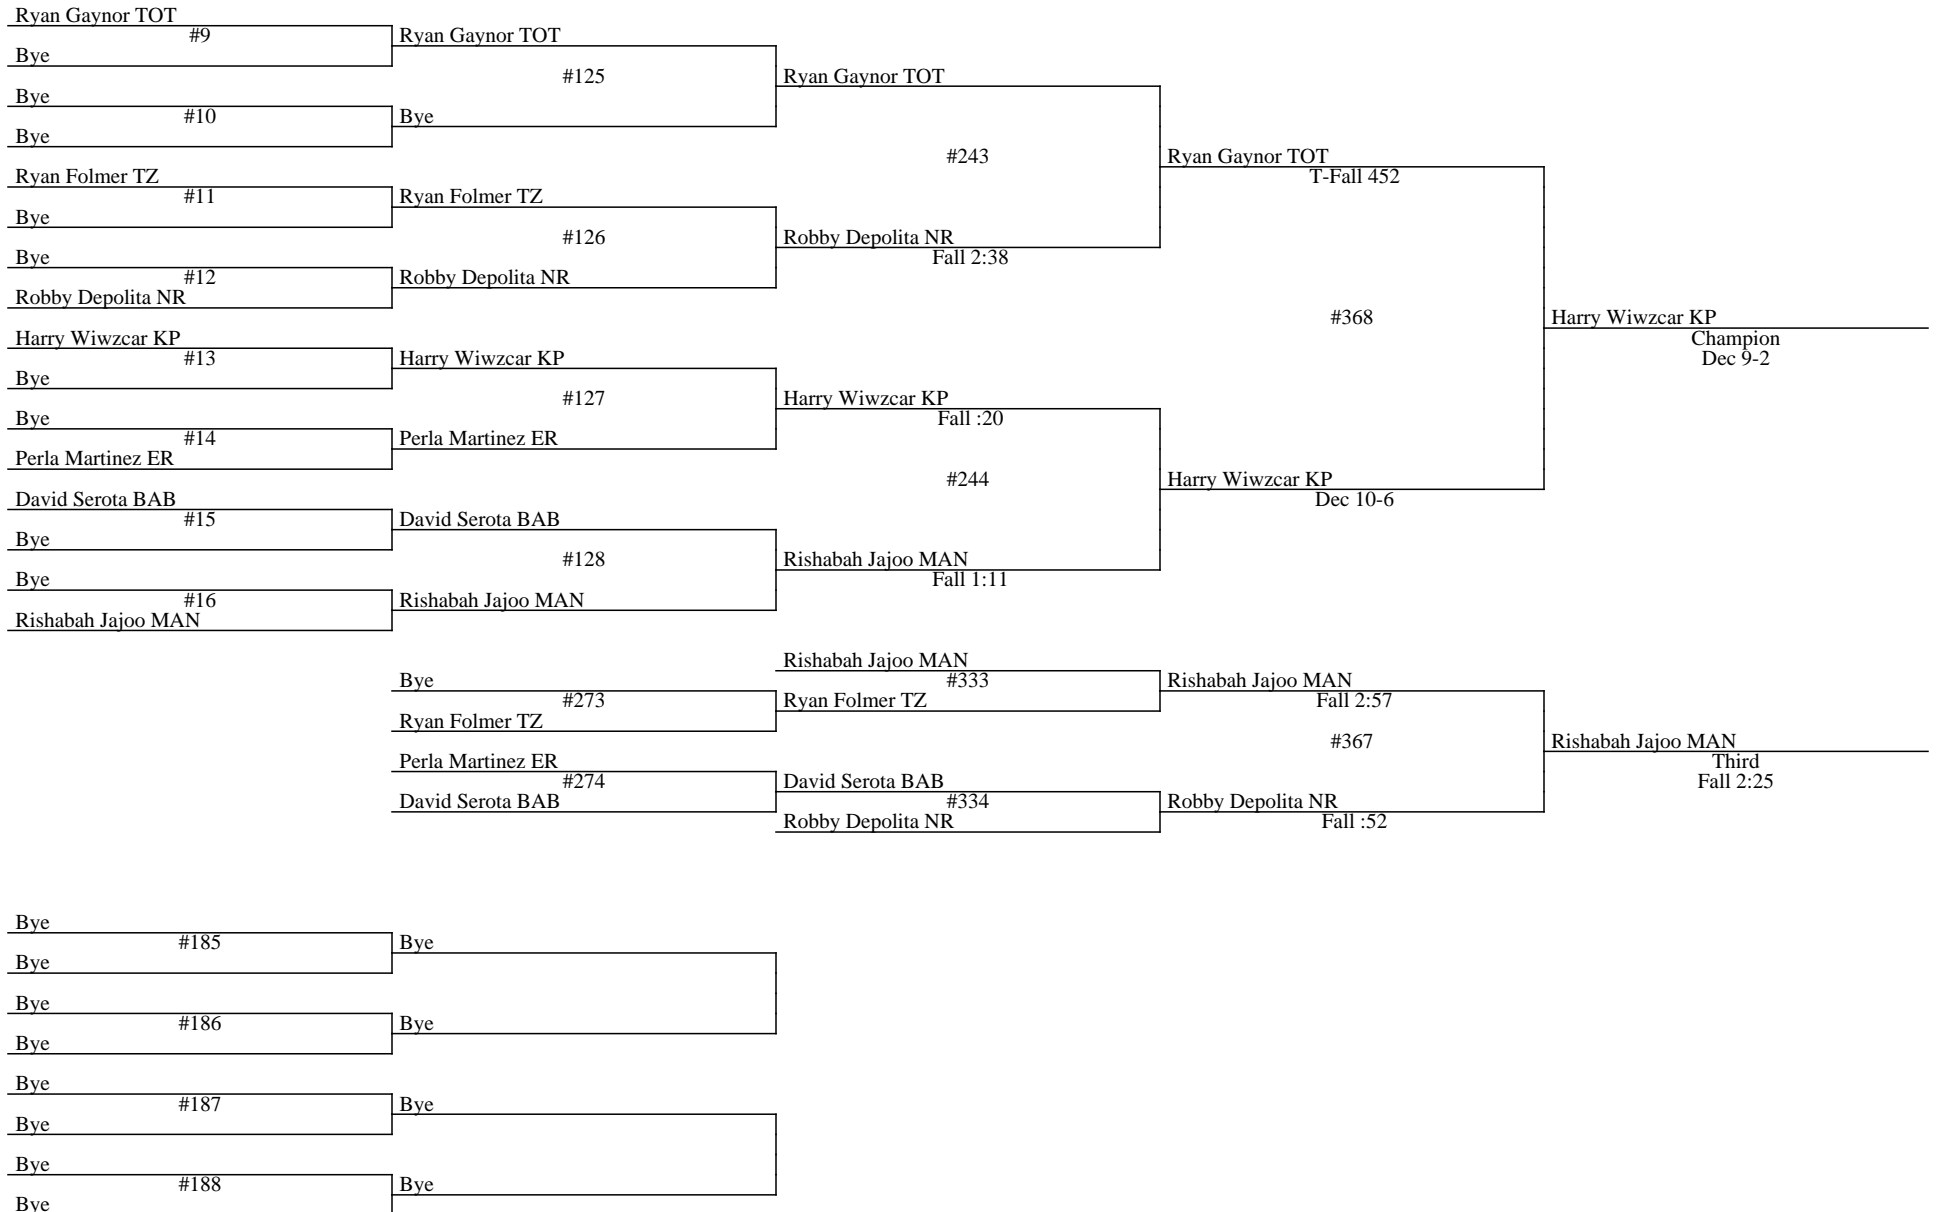 Ryan Gaynor TOT
#9
Bye
Ryan Gaynor TOT
#125
Bye
#10
Bye
Bye
Ryan Gaynor TOT
#243
Ryan Folmer TZ
#11
Bye
Ryan Folmer TZ
#126
Bye
#12
Robby Depolita NR
Robby Depolita NR
Robby Depolita NR
Fall 2:38
Ryan Gaynor TOT
T-Fall 452
#368
Harry Wiwzcar KP
#13
Bye
Harry Wiwzcar KP
#127
Bye
#14
Perla Martinez ER
Perla Martinez ER
Harry Wiwzcar KP
Fall :20
#244
David Serota BAB
#15
Bye
David Serota BAB
#128
Bye
#16
Rishabah Jajoo MAN
Rishabah Jajoo MAN
Rishabah Jajoo MAN
Fall 1:11
Harry Wiwzcar KP
Dec 10-6
Harry Wiwzcar KP
Champion
Dec 9-2
Rishabah Jajoo MAN
#333
Bye
#273
Ryan Folmer TZ
Ryan Folmer TZ
Rishabah Jajoo MAN
Fall 2:57
#367
Perla Martinez ER
#274
David Serota BAB
David Serota BAB
#334
Robby Depolita NR
Robby Depolita NR
Fall :52
Rishabah Jajoo MAN
Third
Fall 2:25
Bye
#185
Bye
Bye
Bye
#186
Bye
Bye
Bye
#187
Bye
Bye
Bye
#188
Bye
Bye